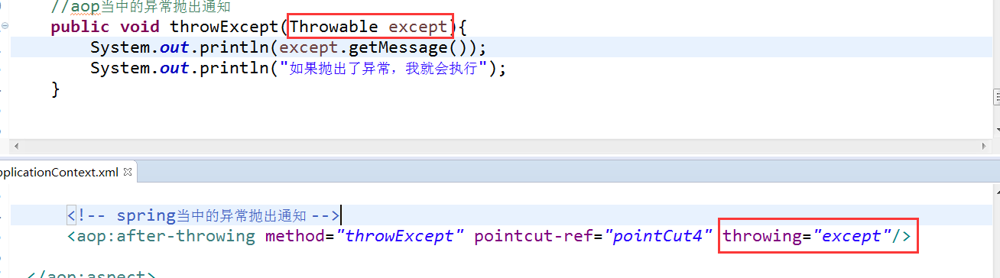 //aop当中的异常抛出通知
public void throwExcept(Throwable except){
System.out.println(except.getMessage());
System.out.println("如果抛出了异常，我就会执行");
}
pplicationContext.xml
<!-- spring当中的异常抛出通知 -->
<aop:after-throwing method="throwExcept" pointcut-ref="pointCut4" throwing="except"/>
</aop:aspect>